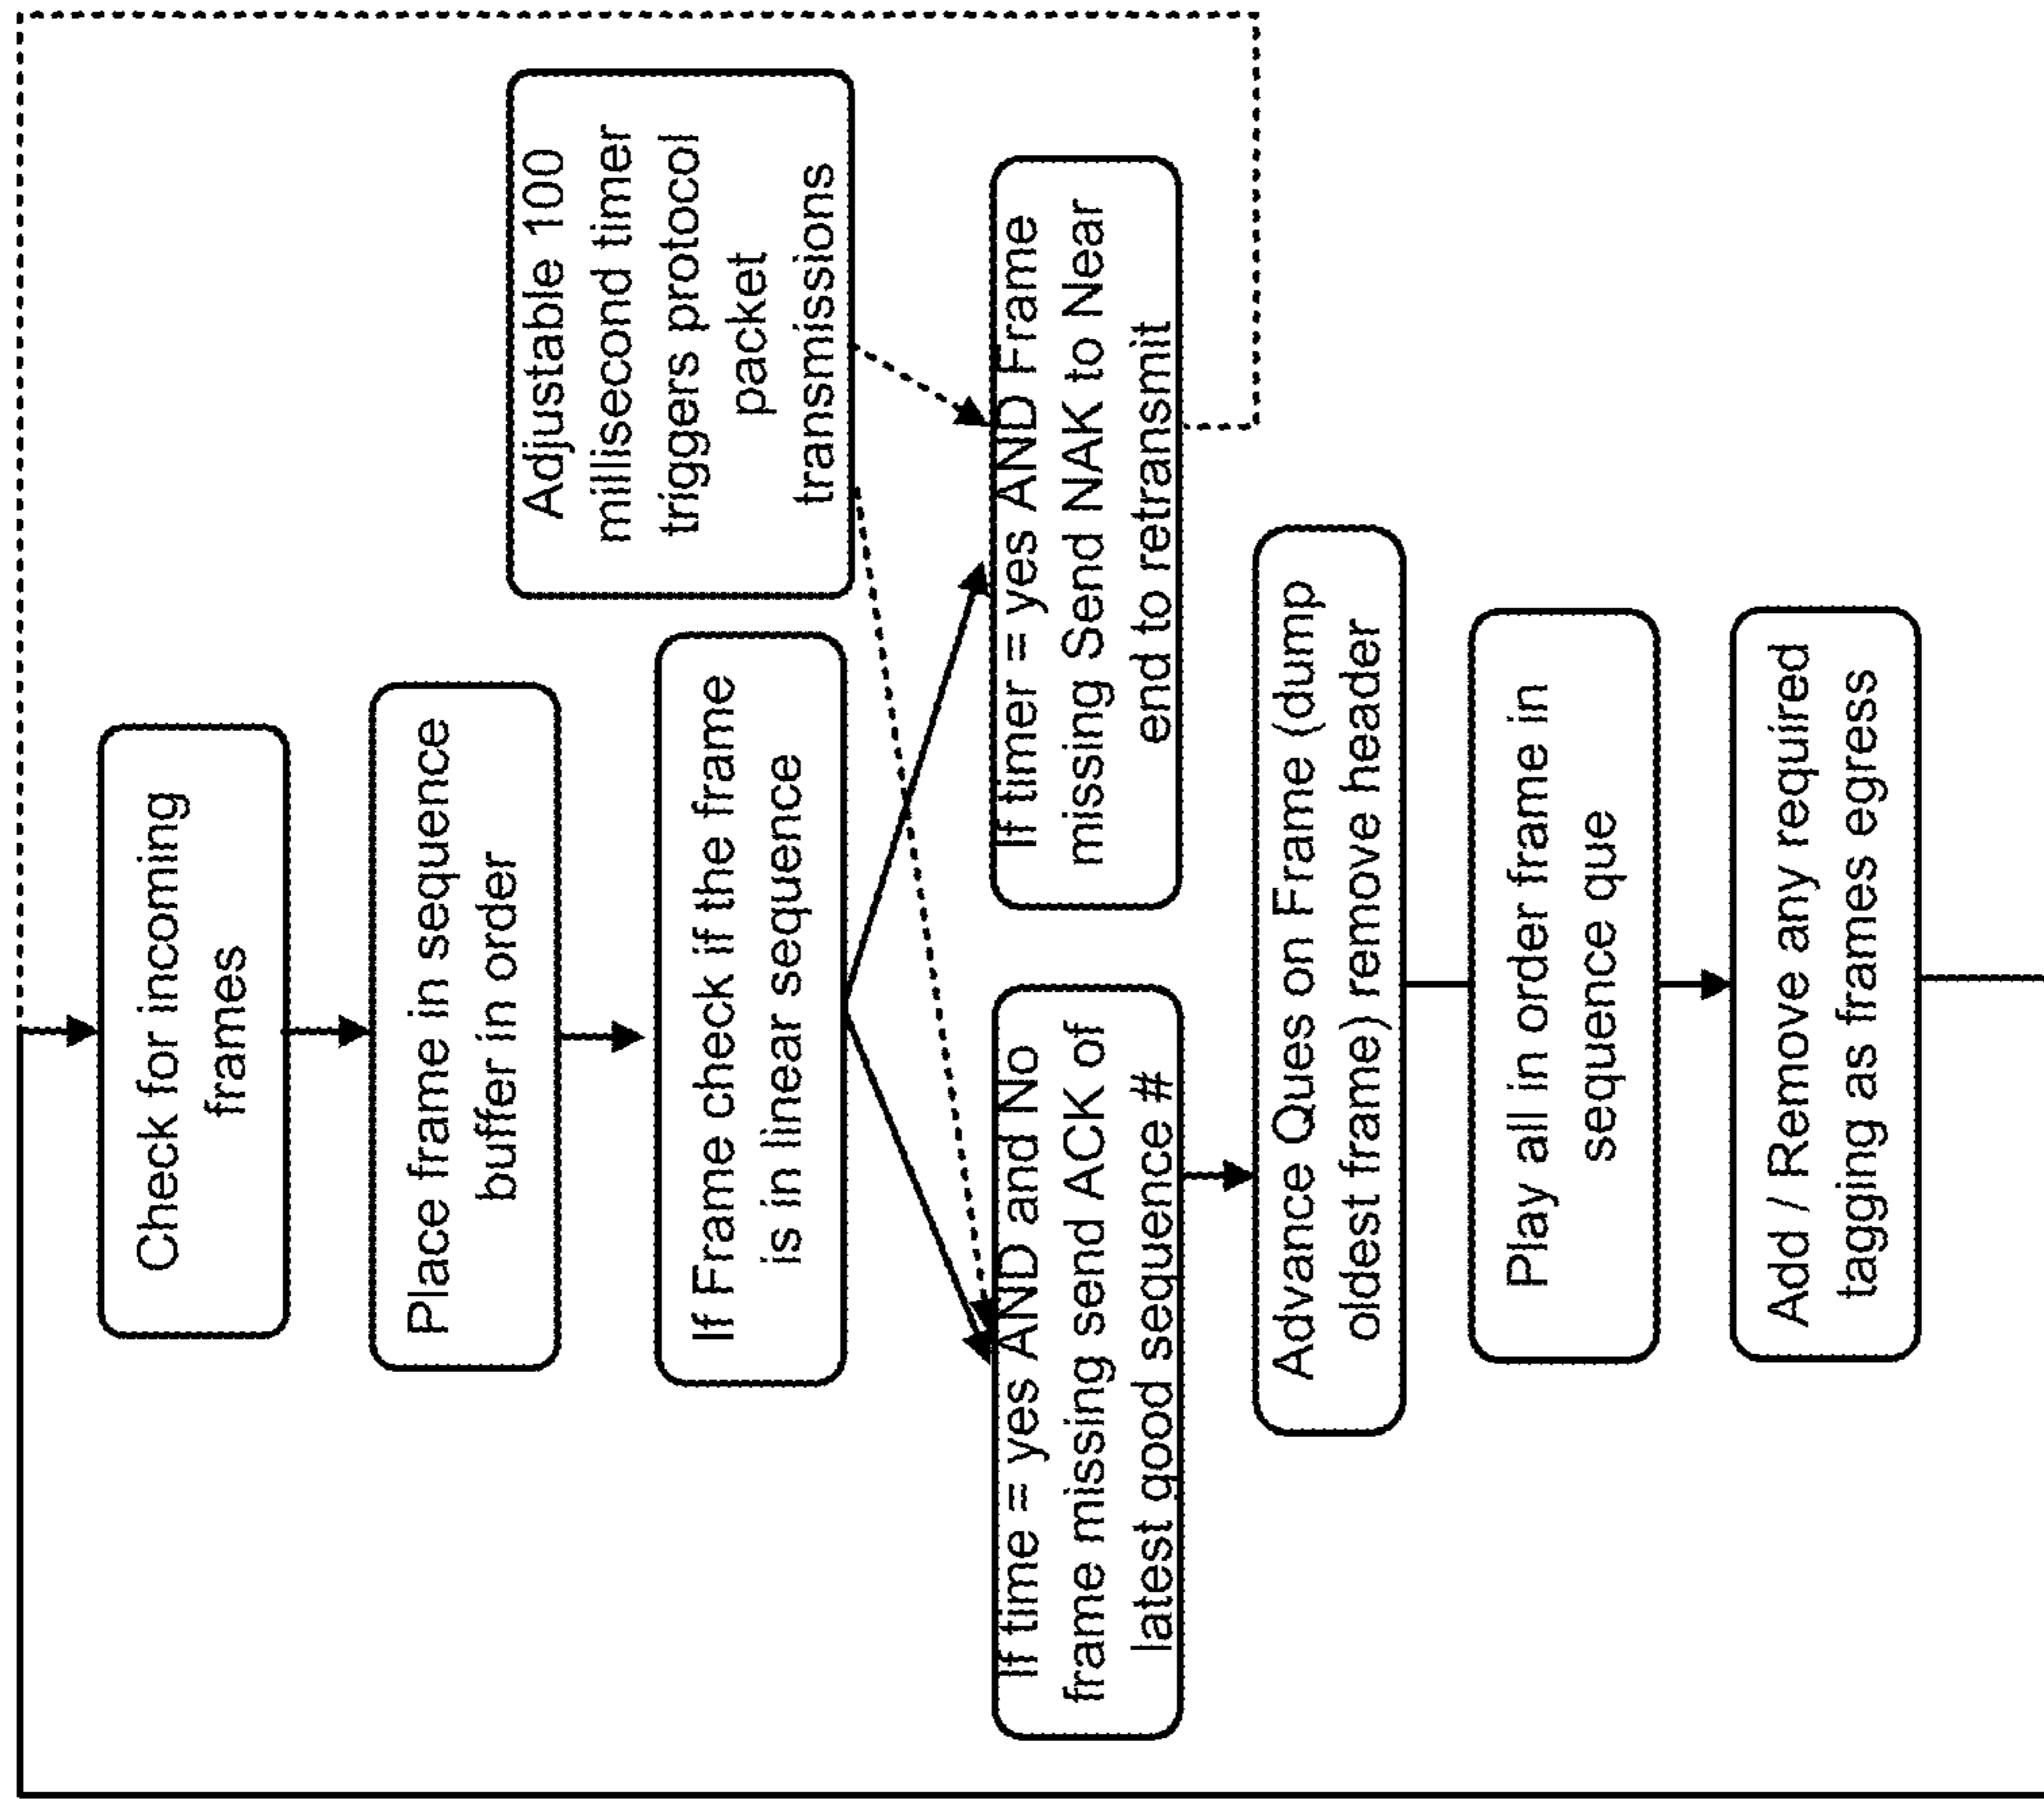 Check for incoming
frames
Place frame in sequence
buffer in order
If Frame check if the frame
is in linear sequence
Adjustable 100
millisecond timer
triggers protocol
packet
transmissions
If time = yes AND and No
frame missing send ACK of
latest good sequence #
If timer = yes AND Frame
missing Send NAK to Near
end to retransmit
Advance Ques on Frame (dump
oldest frame) remove header
Play all in order frame in
sequence que
Add / Remove any required
tagging as frames egress